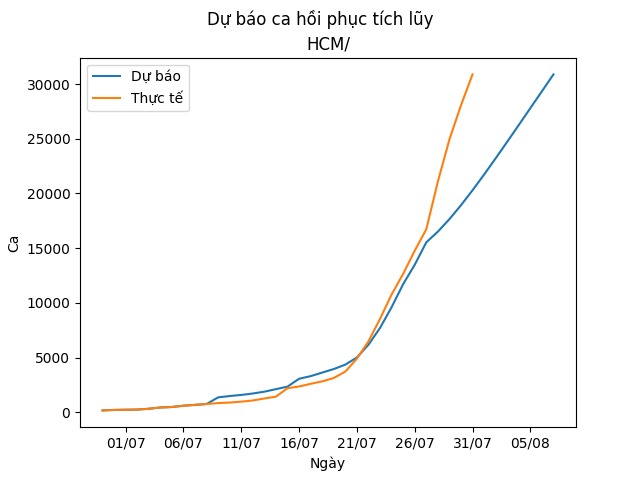 Dự báo ca hồi phục tích lũy
HCM/
Dự báo
Thực tế
30000
25000
20000
15000
10000
5000
0
Ca
01/07 06/07 11/07 16/07 21/07 26/07 31/07 05/08
Ngày